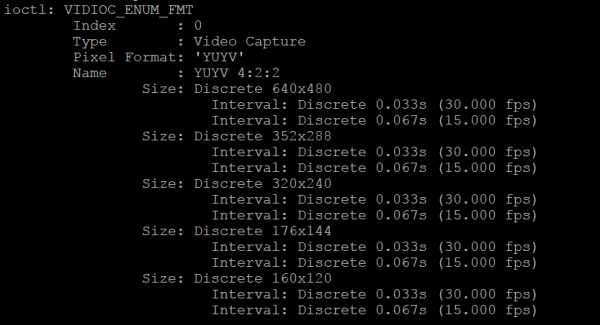 ioctl: VIDIOC_ENUM_FMT
Index : 0
Type : Video Capture
Pixel Format: 'YUYV'
Name : YUYV 4:2:2
Size: Discrete 640x480
Interval: Discrete 0.033s (30.000 fps)
Interval: Discrete 0.067s (15.000 fps)
Size: Discrete 352x288
Interval: Discrete 0.033s (30.000 fps)
Interval: Discrete 0.067s (15.000 fps)
Size: Discrete 320x240
Interval: Discrete 0.033s (30.000 fps)
Interval: Discrete 0.067s (15.000 fps)
Size: Discrete 176x144
Interval: Discrete 0.033s (30.000 fps)
Interval: Discrete 0.067s (15.000 fps)
Size: Discrete 160x120
Interval: Discrete 0.033s (30.000 fps)
Interval: Discrete 0.067s (15.000 fps)